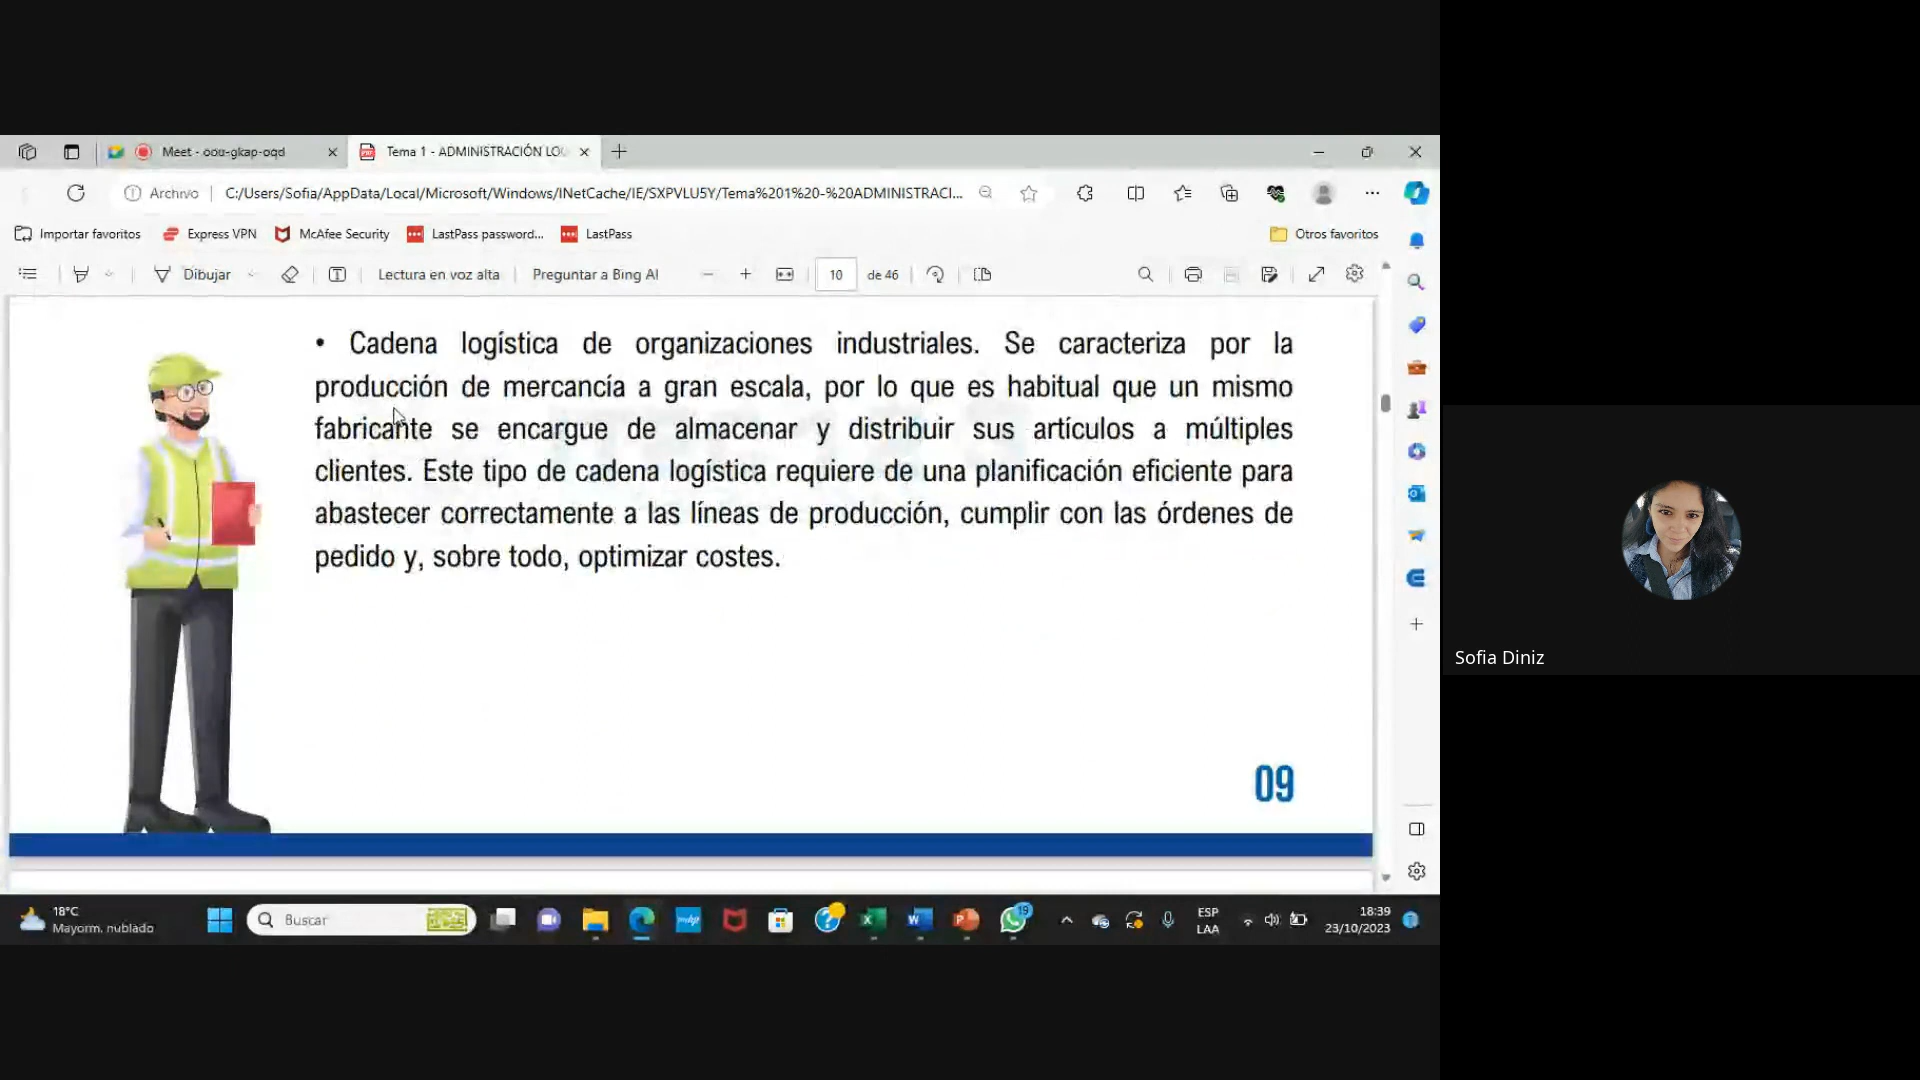 Meet - oou-gkap-oqd
Tema 1 - ADMINISTRACIÓN LO
Archivo
C:/Users/Sofia/AppData/Local/Microsoft/Windows/INetCache/IE/SXPVLU5Y/Tema%201%20-%20ADMINISTRACI...
Importar favoritos
Express VPN
McAfee Security
LastPass password...
LastPass
Otros favoritos
Dibujar
Lectura en voz alta
Preguntar a Bing AI
10
de 46
• Cadena logística de organizaciones industriales. Se caracteriza por la
producción de mercancía a gran escala, por lo que es habitual que un mismo
fabricante se encargue de almacenar y distribuir sus artículos a múltiples
clientes. Este tipo de cadena logística requiere de una planificación eficiente para
abastecer correctamente a las líneas de producción, cumplir con las órdenes de
pedido y, sobre todo, optimizar costes.
09
Sofia Diniz
18°C
Mayorm. nublado
Buscar
19
ESP
LAA
18:39
23/10/2023